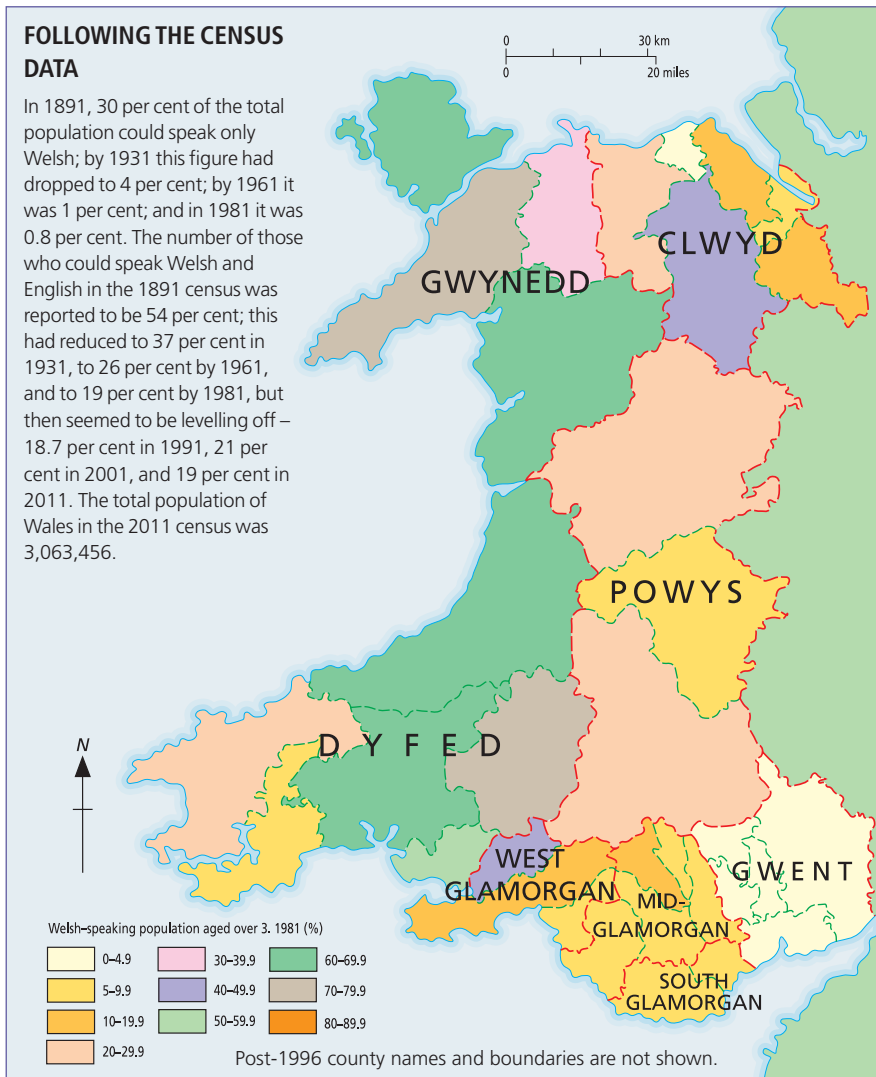 FOLLOWING THE CENSUS
DATA
In 1891, 30 per cent of the total
population could speak only
Welsh; by 1931 this figure had
dropped to 4 per cent; by 1961 it
was 1 per cent; and in 1981 it was
0.8 per cent. The number of those
who could speak Welsh and
English in the 1891 census was
reported to be 54 per cent; this
had reduced to 37 per cent in
1931, to 26 per cent by 1961,
and to 19 per cent by 1981, but
then seemed to be levelling off –
18.7 per cent in 1991, 21 per
cent in 2001, and 19 per cent in
2011. The total population of
Wales in the 2011 census was
3,063,456.
0 30 km
0 20 miles
CLWYD
GWYNEDD
POWYS
DYFED
N
WEST
GLAMORGAN
GWENT
MID-
GLAMORGAN
SOUTH
GLAMORGAN
Welsh–speaking population aged over 3. 1981 (%)
0–4.9
5–9.9
10–19.9
20–29.9
30–39.9
40–49.9
50–59.9
60–69.9
70–79.9
80–89.9
Post-1996 county names and boundaries are not shown.